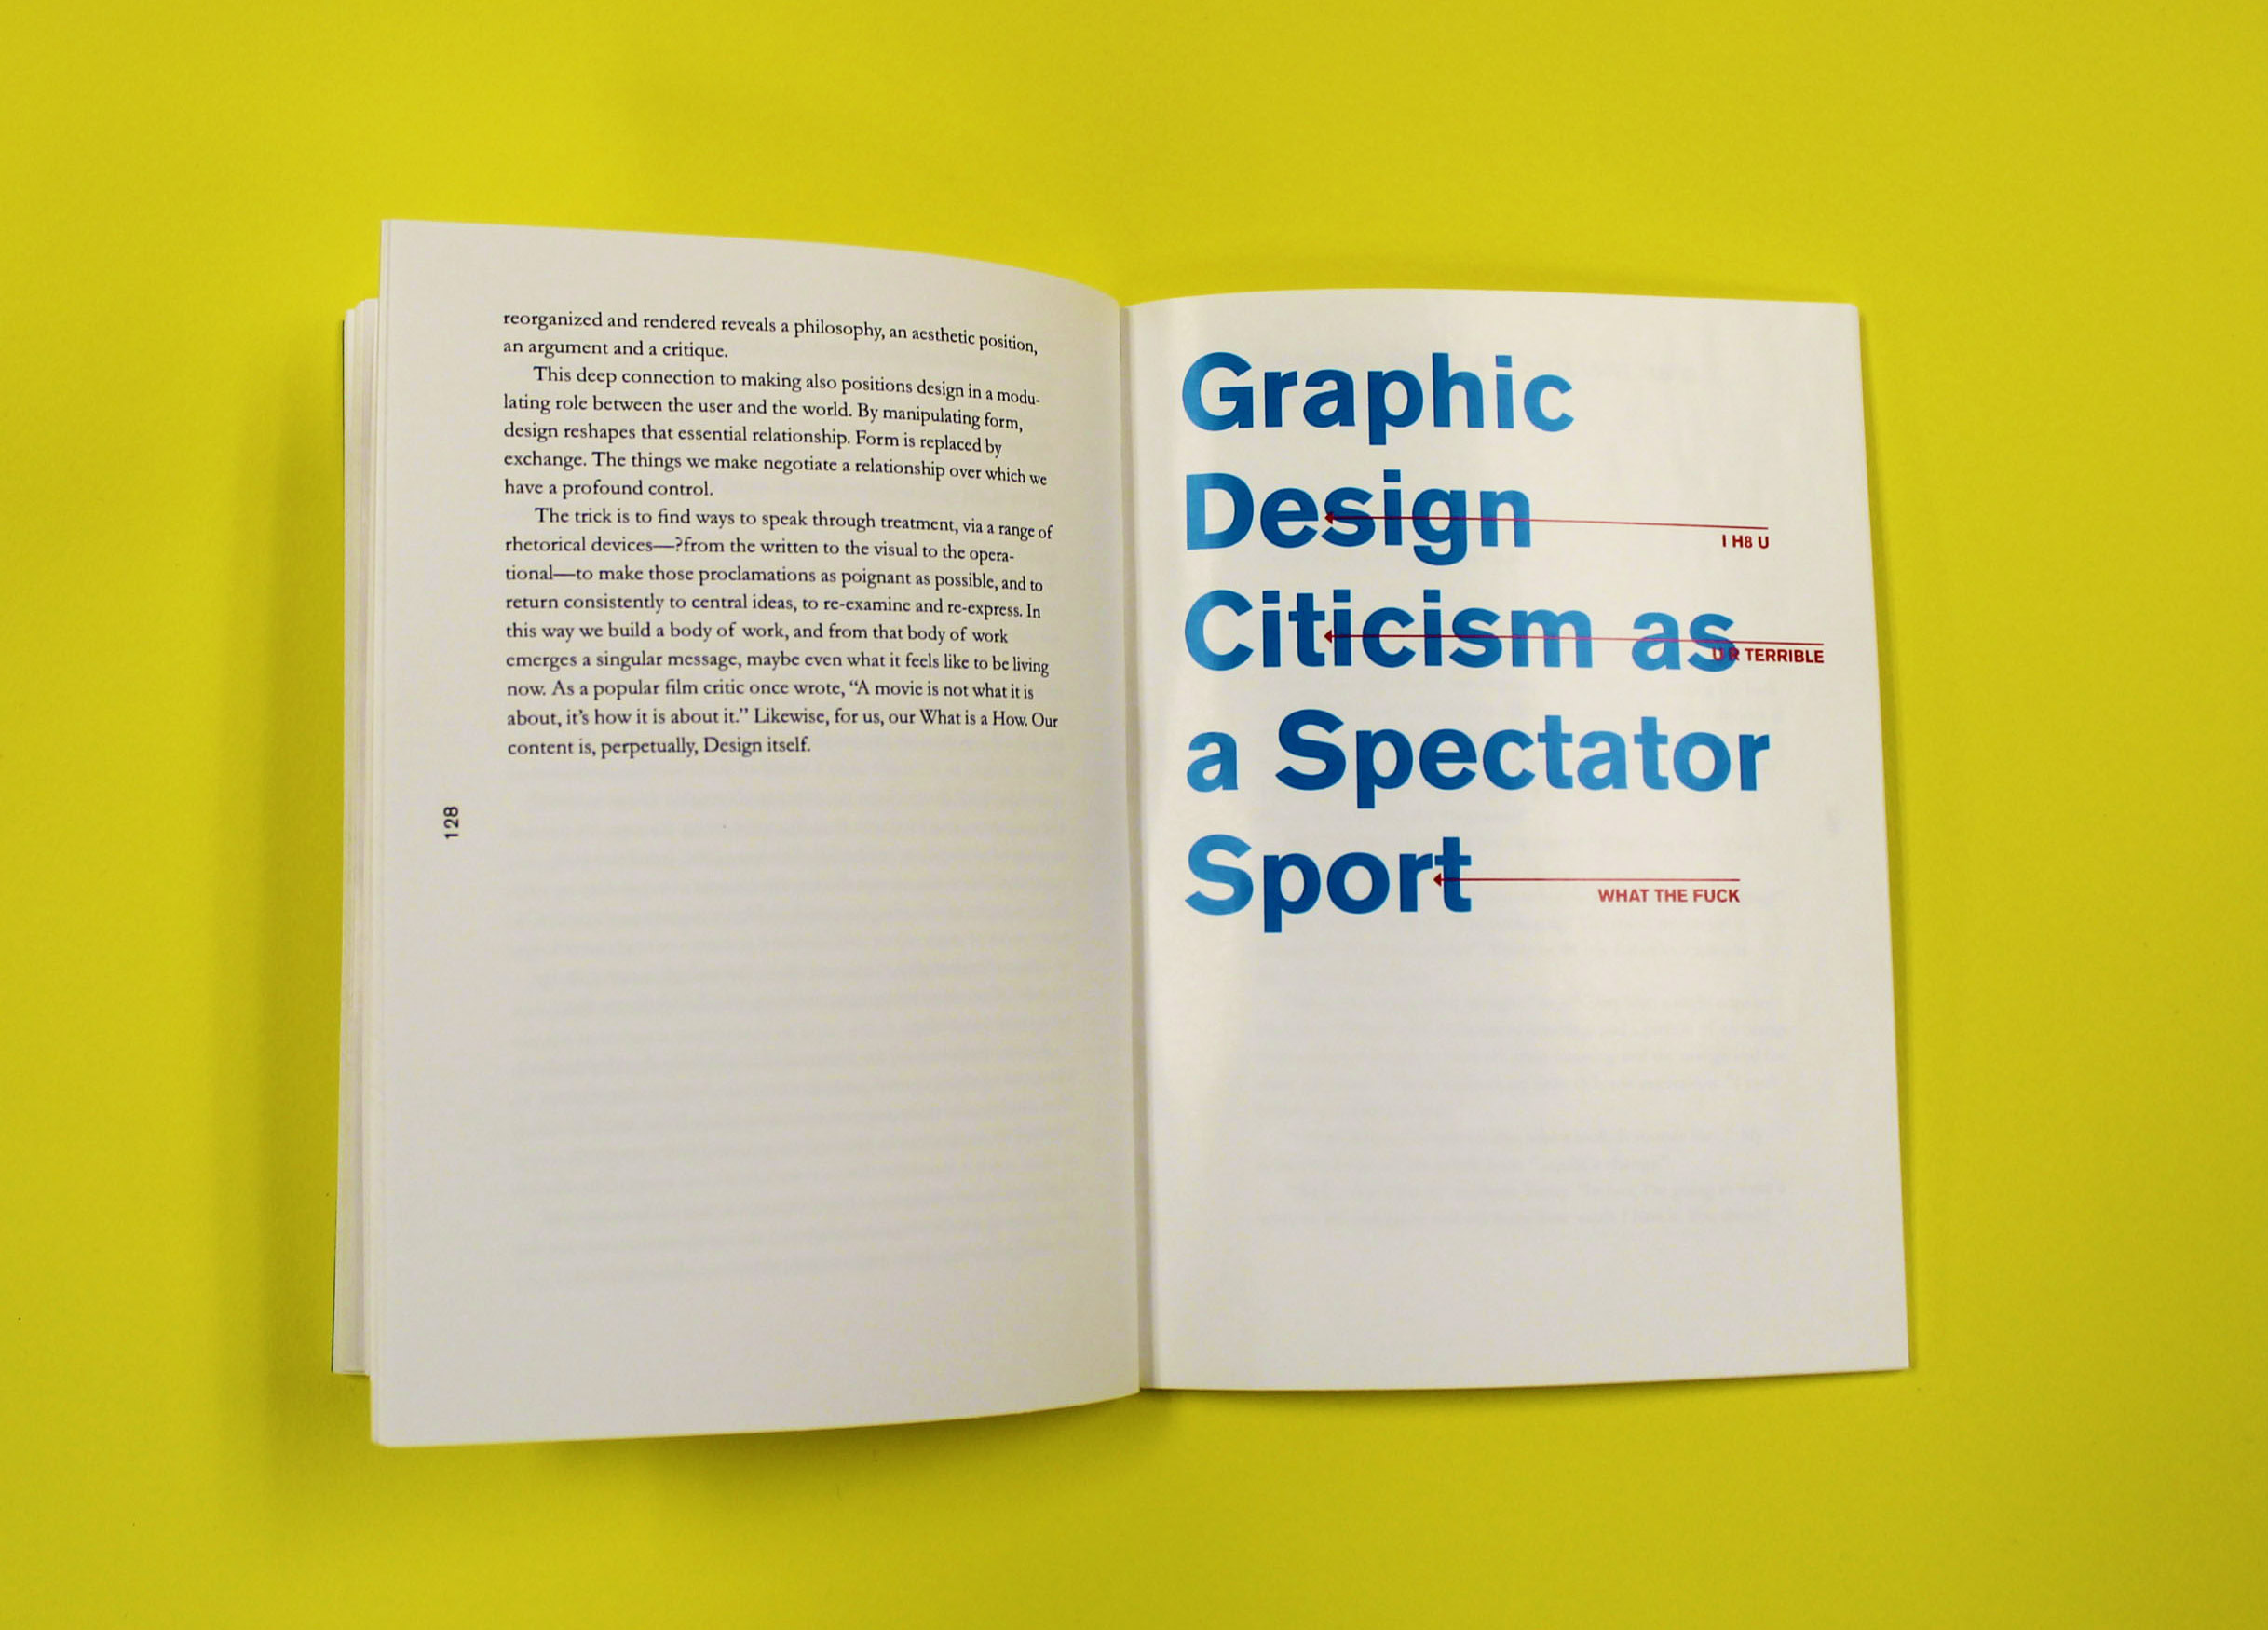 reorganized and rendered reveals a philosophy, an aesthetic position,
an argument and a critique.
This deep connection to making also positions design in a modu-
lating role between the user and the world. By manipulating form,
design reshapes that essential relationship. Form is replaced by
exchange. The things we make negotiate a relationship over which we
have a profound control.
The trick is to find ways to speak through treatment, via a range of
rhetorical devices—?from the written to the visual to the opera-
tional—to make those proclamations as poignant as possible, and to
return consistently to central ideas, to re-examine and re-express. In
this way we build a body of work, and from that body of work
emerges a singular message, maybe even what it feels like to be living
now. As a popular film critic once wrote, “A movie is not what it is
about, it’s how it is about it.” Likewise, for us, our What is a How. Our
content is, perpetually, Design itself.
128
Graphic
Design
I H8 U
Citicism as
U R TERRIBLE
a Spectator
Sport
WHAT THE FUCK